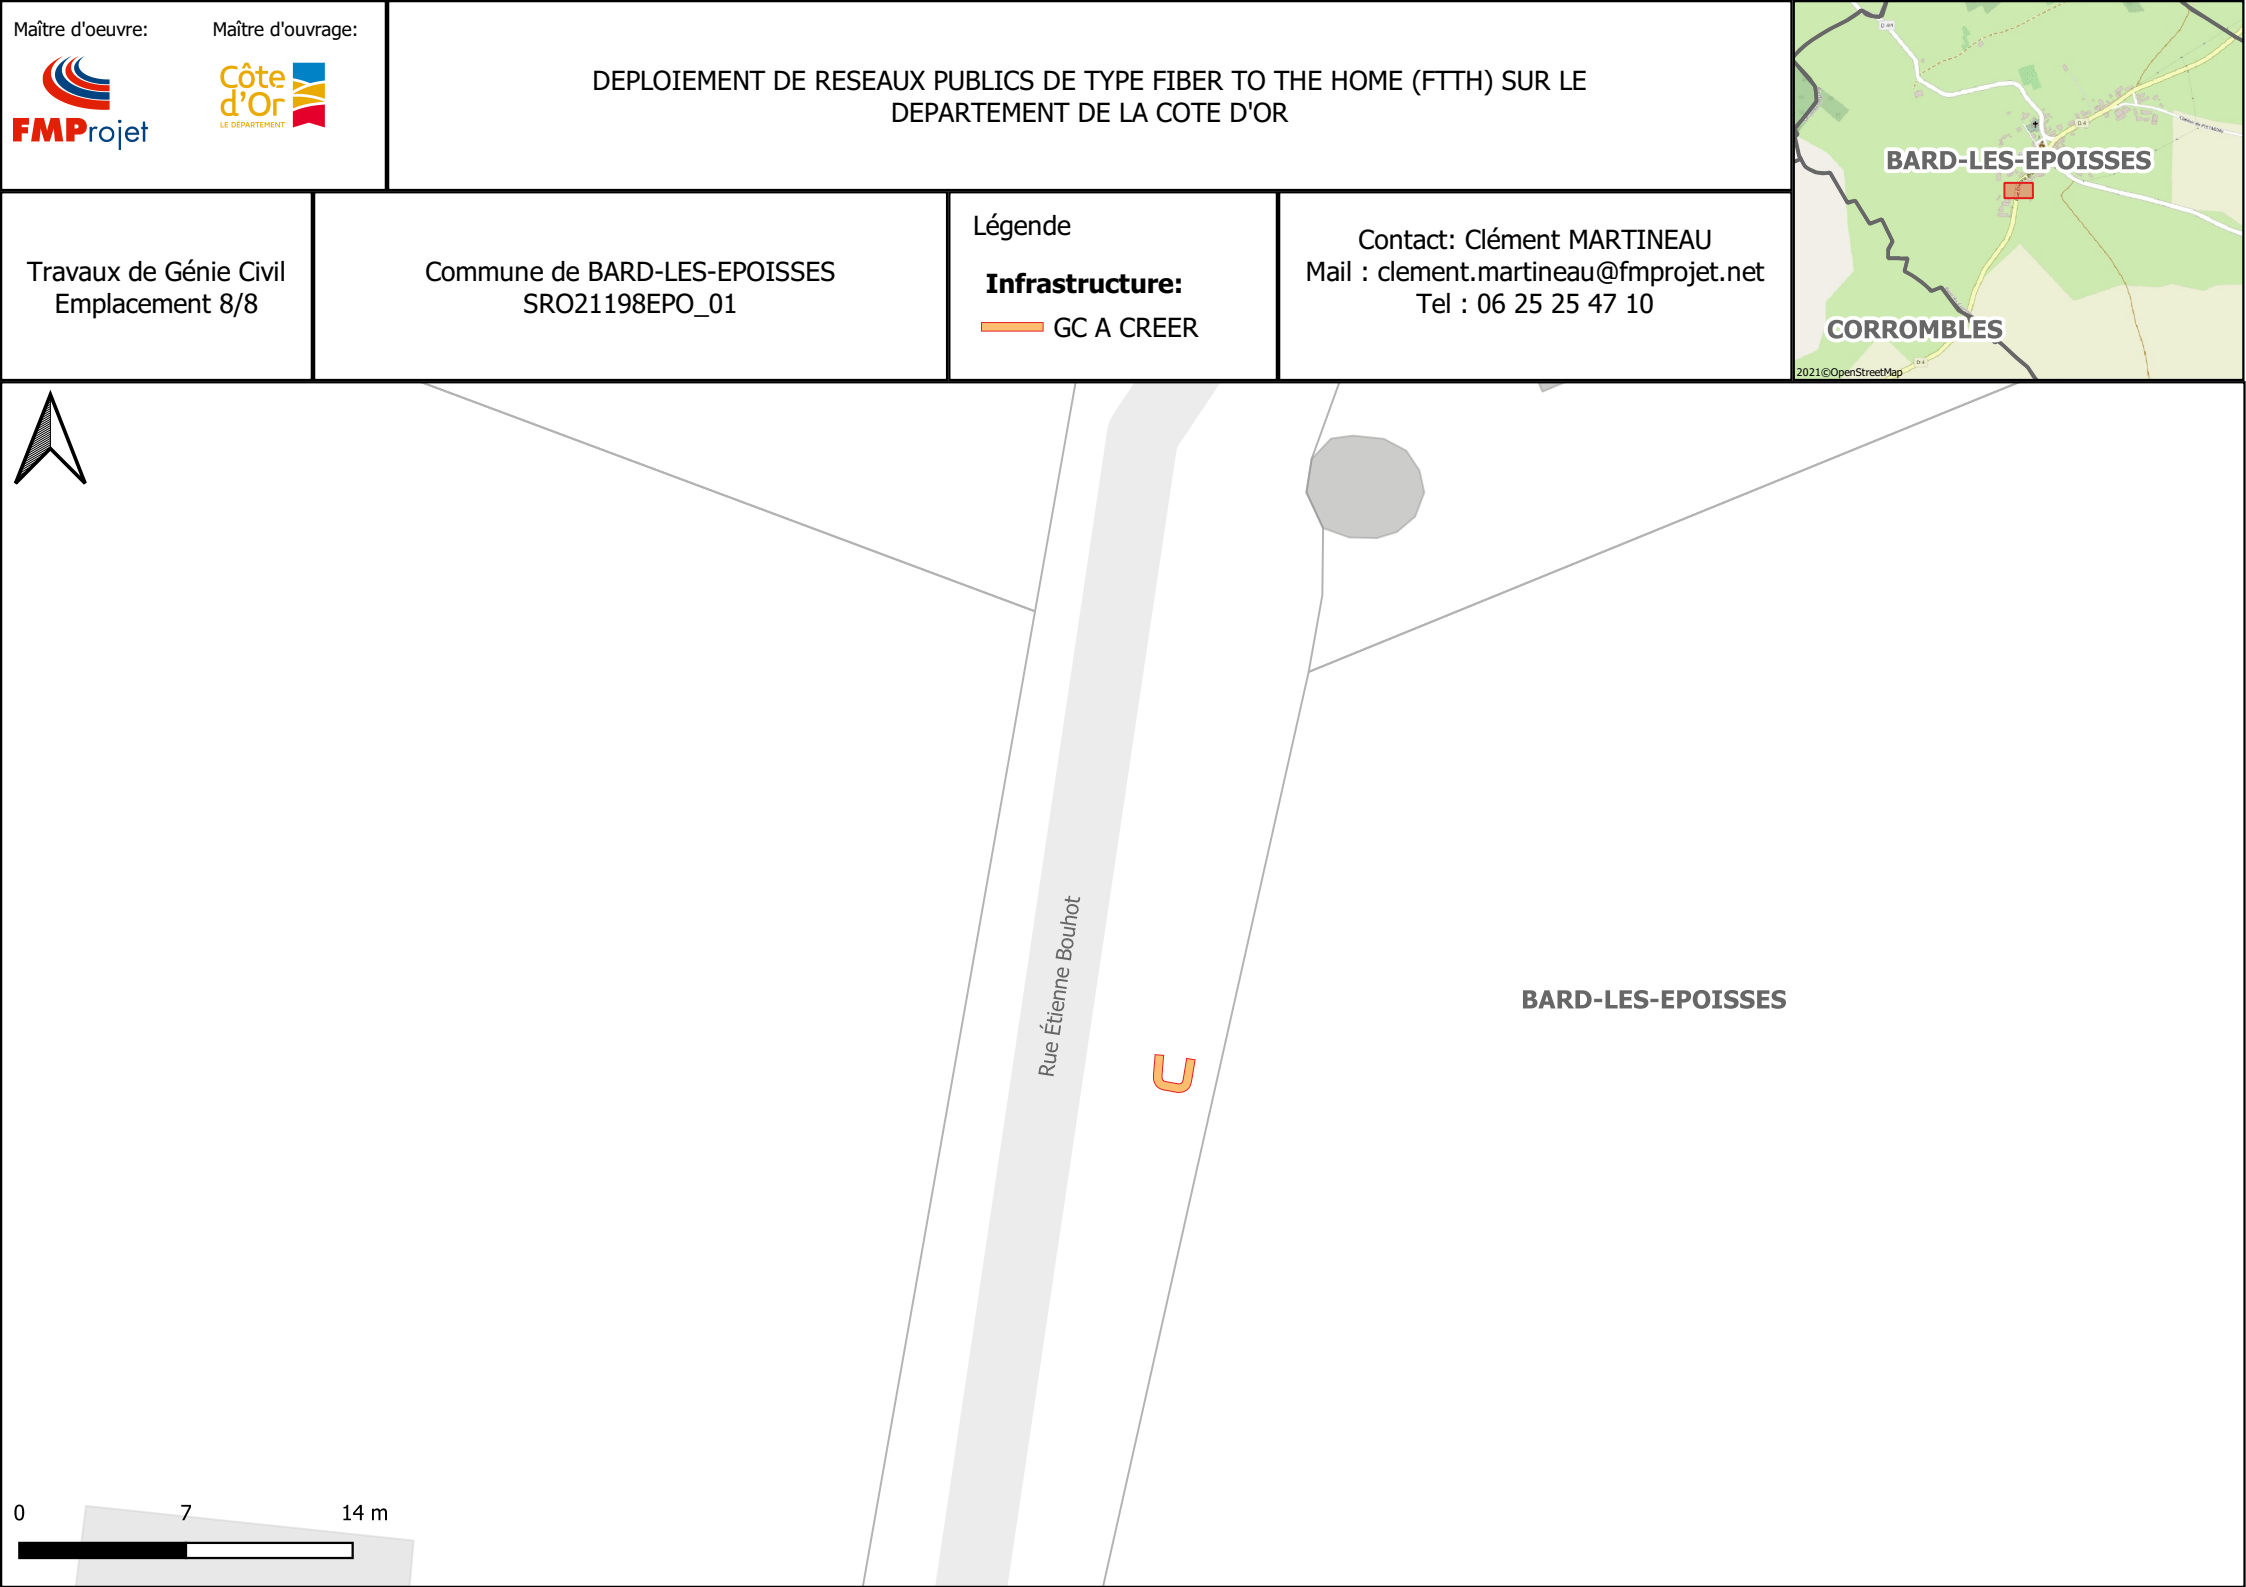 Maître d'oeuvre:
Maître d'ouvrage:
FMProjet
Côte
d'Or
LE DÉPARTEMENT
DEPLOIEMENT DE RESEAUX PUBLICS DE TYPE FIBER TO THE HOME (FTTH) SUR LE
DEPARTEMENT DE LA COTE D'OR
Travaux de Génie Civil
Emplacement 8/8
Commune de BARD-LES-EPOISSES
SRO21198EPO_01
Légende
Infrastructure:
GC A CREER
Contact: Clément MARTINEAU
Mail : clement.martineau@fmprojet.net
Tel : 06 25 25 47 10
D 4
BARD-LES-EPOISSES
CORROMBLES
D 4
2021©OpenStreetMap
Rue Étienne Bouhot
BARD-LES-EPOISSES
0 7 14 m